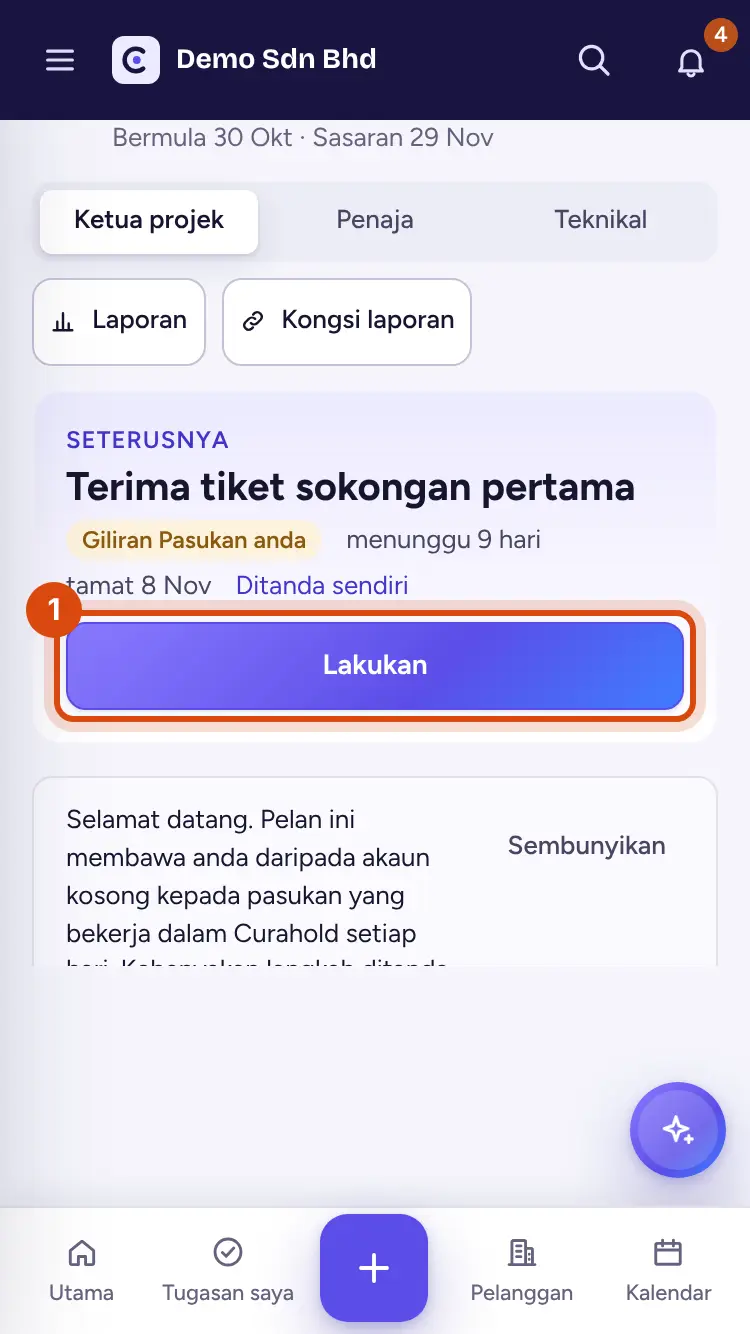 Demo Sdn Bhd
4
Bermula 30 Okt · Sasaran 29 Nov
Ketua projek
Penaja
Teknikal
Laporan
Kongsi laporan
SETERUSNYA
Terima tiket sokongan pertama
Giliran Pasukan anda
menunggu 9 hari
tamat 8 Nov
Ditanda sendiri
1
Lakukan
Selamat datang. Pelan ini
membawa anda daripada akaun
kosong kepada pasukan yang
bekerja dalam Curahold setiap
Sembunyikan
Utama
Tugasan saya
Pelanggan
Kalendar